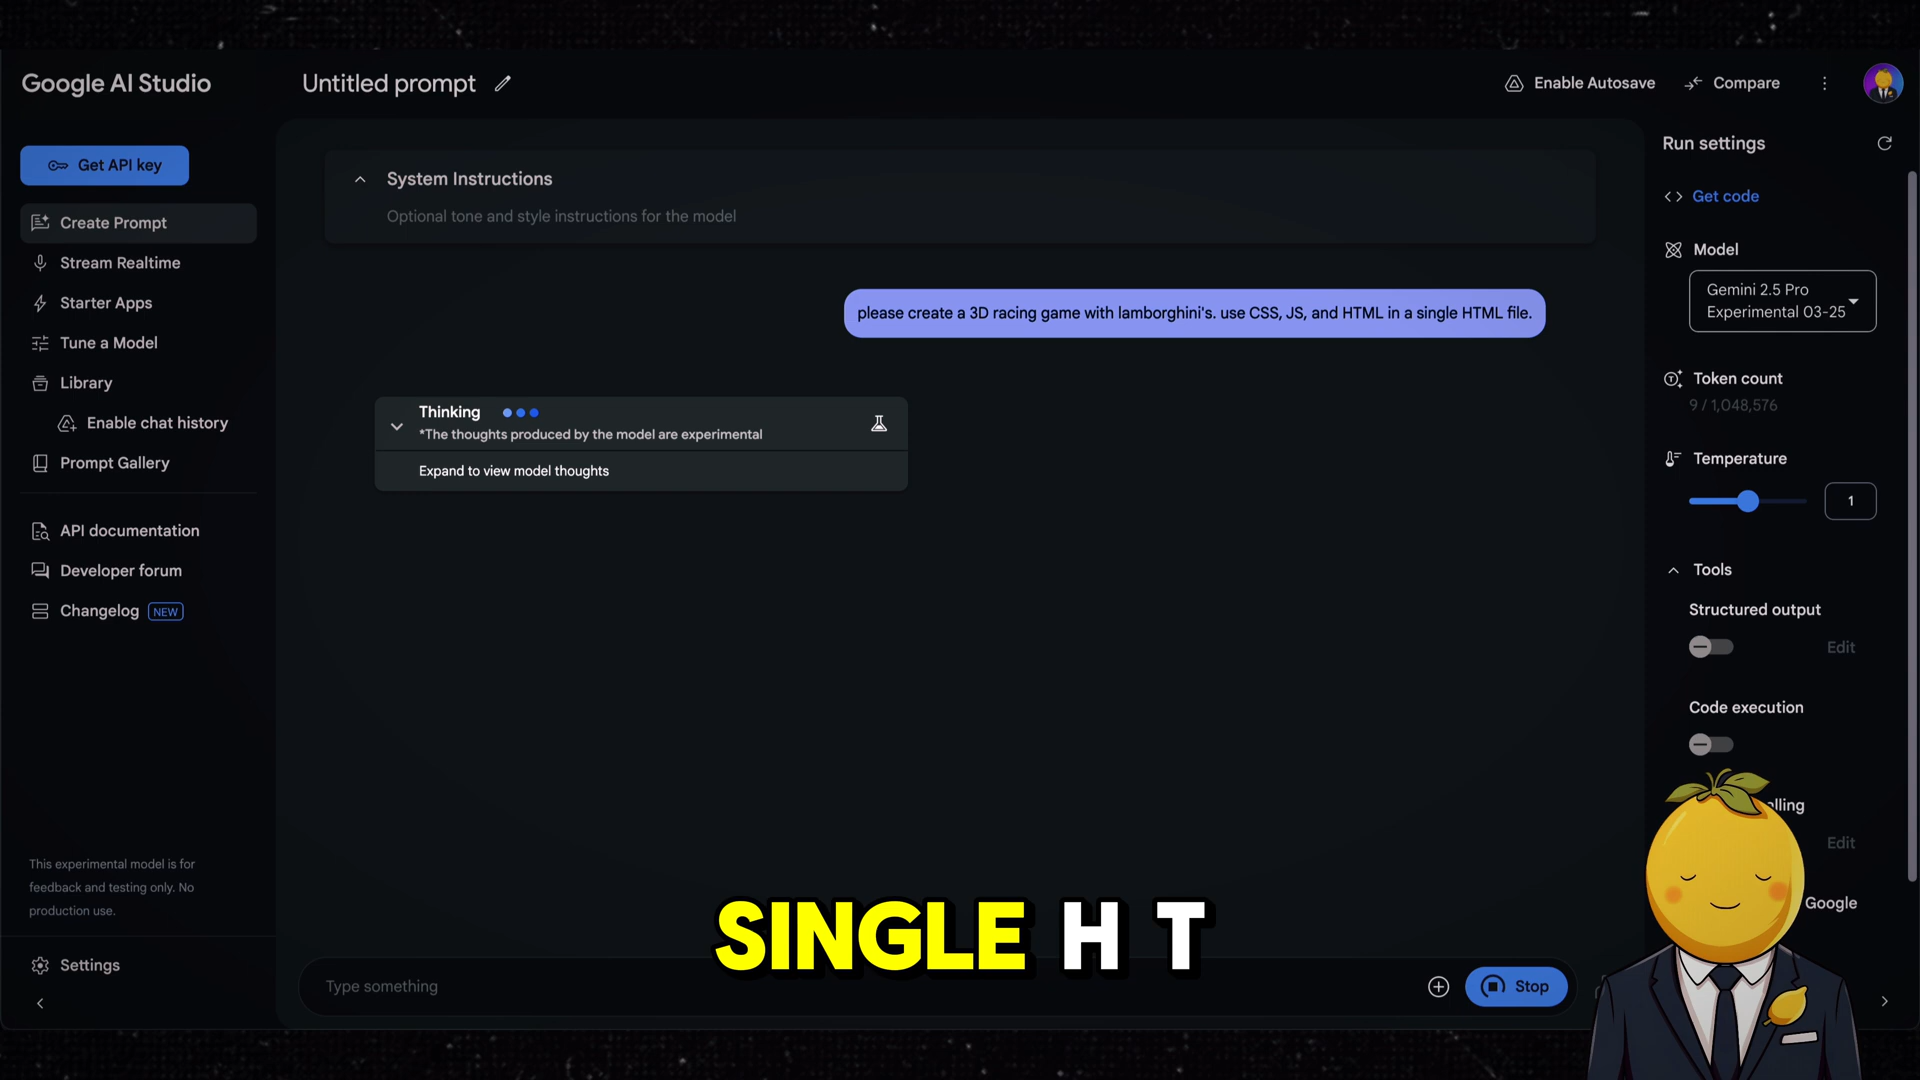 Google AI Studio
Untitled prompt
Enable Autosave
Compare
Get API key
Create Prompt
Stream Realtime
Starter Apps
Tune a Model
Library
Enable chat history
Prompt Gallery
API documentation
Developer forum
Changelog NEW
This experimental model is for
feedback and testing only. No
production use.
Settings
System Instructions
Optional tone and style instructions for the model
please create a 3D racing game with lamborghini's. use CSS, JS, and HTML in a single HTML file.
Thinking
*The thoughts produced by the model are experimental
Expand to view model thoughts
SINGLE H T
Type something
Stop
Run settings
Get code
Model
Gemini 2.5 Pro
Experimental 03-25
Token count
9 / 1,048,576
Temperature
1
Tools
Structured output
Edit
Code execution
Edit
Google